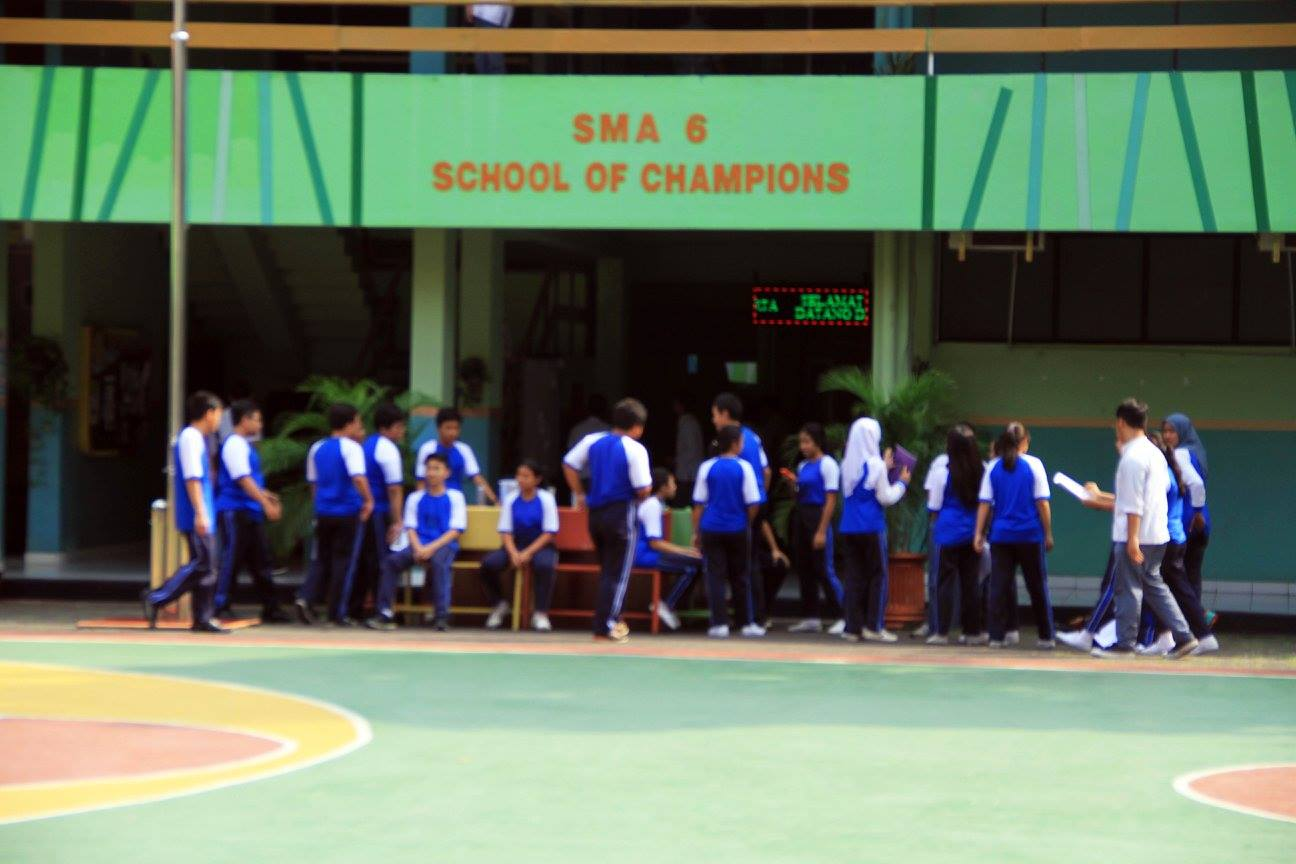 SMA 6
SCHOOL OF CHAMPIONS
SELAMAT
DATANG D